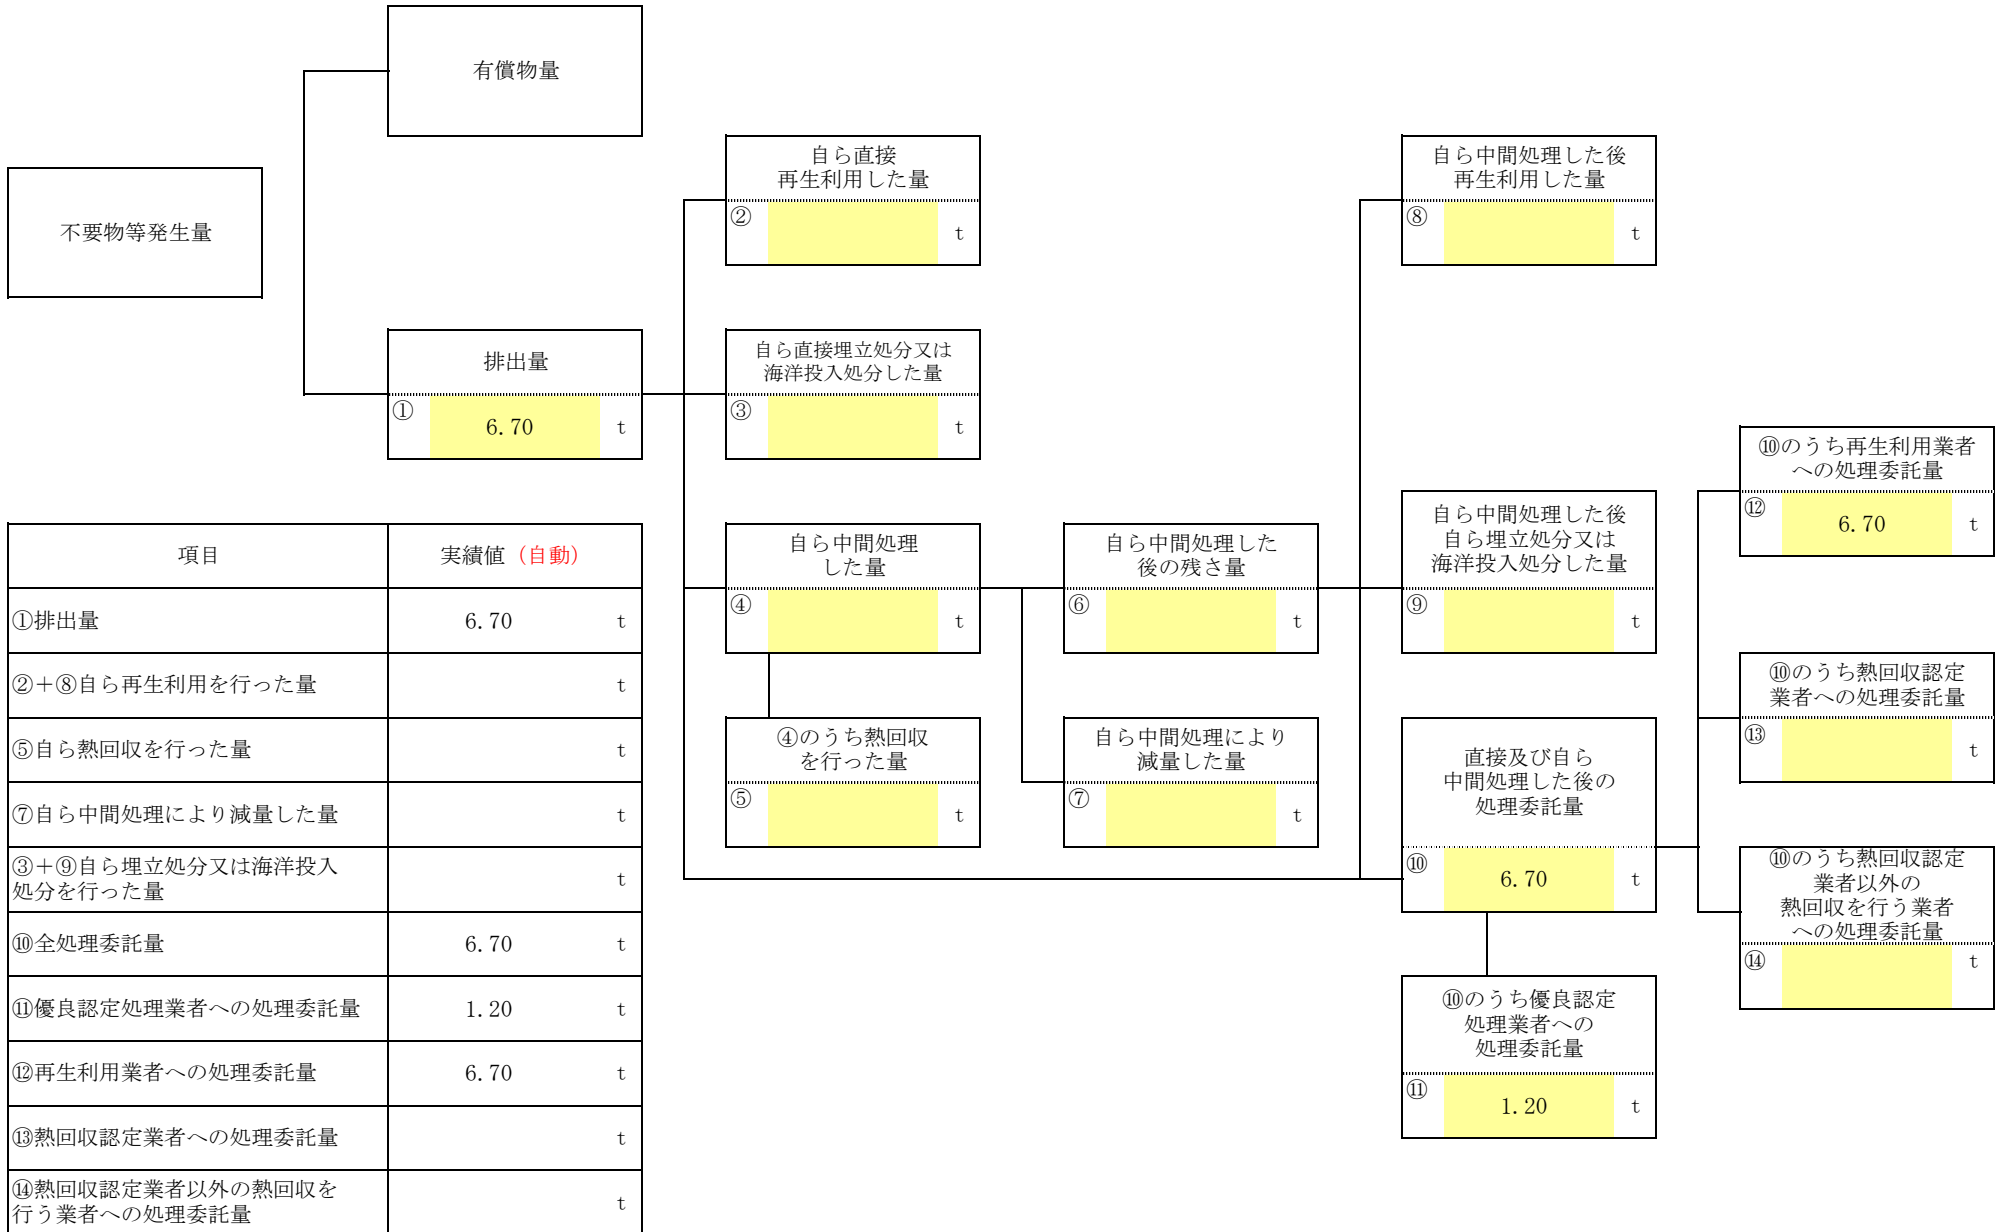 有償物量
不要物等発生量
排出量
①
6.70
t
自ら直接
再生利用した量
②
t
自ら直接埋立処分又は
海洋投入処分した量
③
t
自ら中間処理
した量
④
t
④のうち熱回収
を行った量
⑤
t
自ら中間処理した
後の残さ量
⑥
t
自ら中間処理により
減量した量
⑦
t
自ら中間処理した後
再生利用した量
⑧
t
自ら中間処理した後
自ら埋立処分又は
海洋投入処分した量
⑨
t
直接及び自ら
中間処理した後の
処理委託量
⑩
6.70
t
⑩のうち優良認定
処理業者への
処理委託量
⑪
1.20
t
⑩のうち再生利用業者
への処理委託量
⑫
6.70
t
⑩のうち熱回収認定
業者への処理委託量
⑬
t
⑩のうち熱回収認定
業者以外の
熱回収を行う業者
への処理委託量
⑭
t
項目 実績値（自動）
①排出量 6.70 t
②＋⑧自ら再生利用を行った量 t
⑤自ら熱回収を行った量 t
⑦自ら中間処理により減量した量 t
③＋⑨自ら埋立処分又は海洋投入
処分を行った量 t
⑩全処理委託量 6.70 t
⑪優良認定処理業者への処理委託量 1.20 t
⑫再生利用業者への処理委託量 6.70 t
⑬熱回収認定業者への処理委託量 t
⑭熱回収認定業者以外の熱回収を
行う業者への処理委託量 t